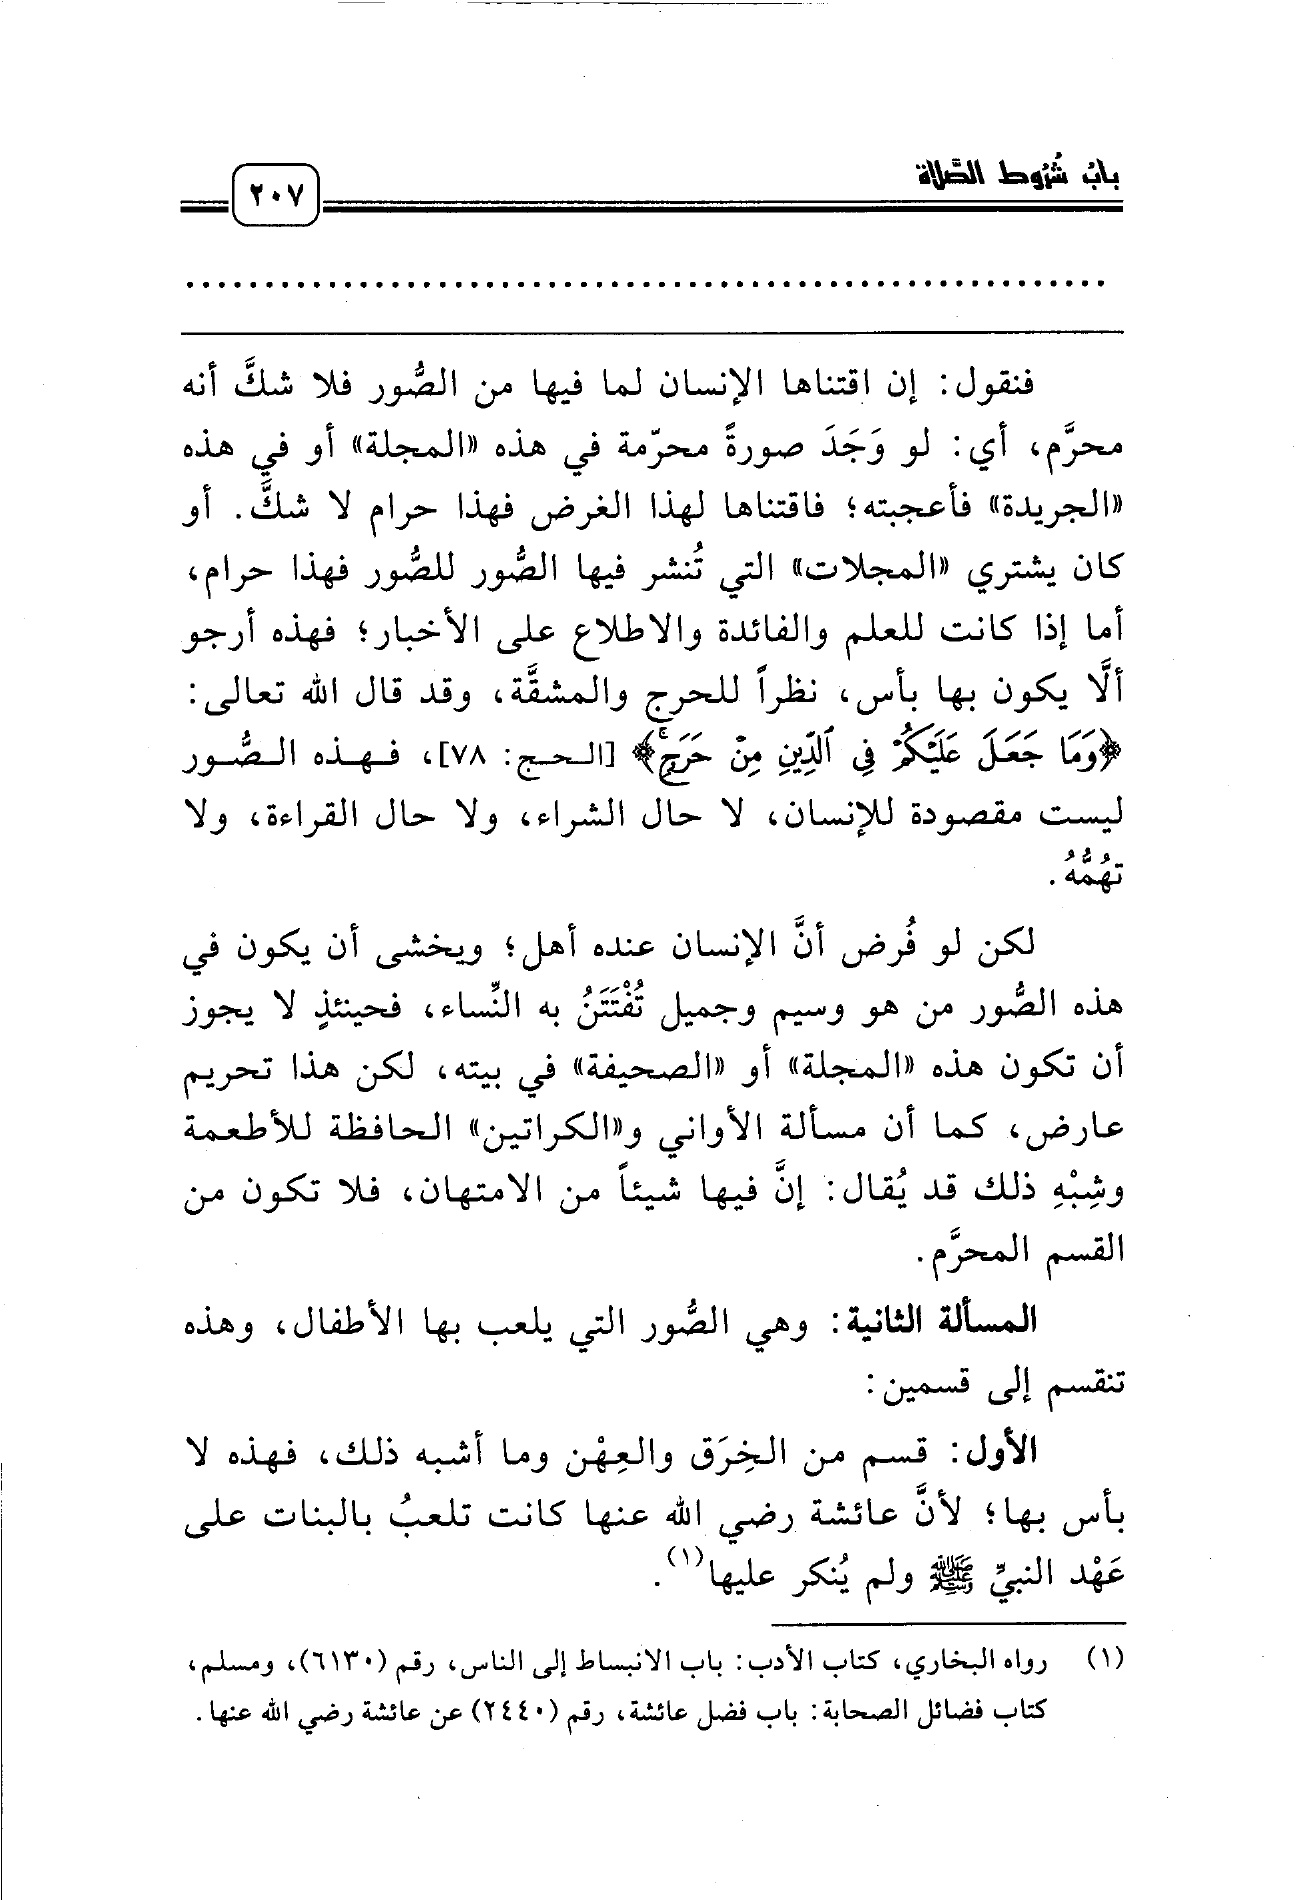 باب شُرُوط الصَّلاة
٢٠٧
فنقول: إن اقتناها الإنسان لما فيها من الصُّور فلا شكَّ أنه
محرَّم، أي: لو وَجَدَ صورةً محرّمة في هذه «المجلة» أو في هذه
«الجريدة» فأعجبته؛ فاقتناها لهذا الغرض فهذا حرام لا شكَّ. أو
كان يشتري «المجلات» التي تُنشر فيها الصُّور للصُّور فهذا حرام،
أما إذا كانت للعلم والفائدة والاطلاع على الأخبار؛ فهذه أرجو
ألَّا يكون بها بأس، نظراً للحرج والمشقَّة، وقد قال الله تعالى:
﴿وَمَا جَعَلَ عَلَيْكُمْ فِي ٱلدِّينِ مِنْ حَرَجٍۚ﴾ [الحج: ٧٨]، فهذه الصُّور
ليست مقصودة للإنسان، لا حال الشراء، ولا حال القراءة، ولا
تهُمُّهُ.
لكن لو فُرض أنَّ الإنسان عنده أهل؛ ويخشى أن يكون في
هذه الصُّور من هو وسيم وجميل تُفْتَتَنُ به النِّساء، فحينئذٍ لا يجوز
أن تكون هذه «المجلة» أو «الصحيفة» في بيته، لكن هذا تحريم
عارض، كما أن مسألة الأواني و«الكراتين» الحافظة للأطعمة
وشِبْهِ ذلك قد يُقال: إنَّ فيها شيئاً من الامتهان، فلا تكون من
القسم المحرَّم.
المسألة الثانية: وهي الصُّور التي يلعب بها الأطفال، وهذه
تنقسم إلى قسمين:
الأول: قسم من الخِرَق والعِهْن وما أشبه ذلك، فهذه لا
بأس بها؛ لأنَّ عائشة رضي الله عنها كانت تلعبُ بالبنات على
عَهْد النبيِّ ﷺ ولم يُنكر عليها(١).
(١) رواه البخاري، كتاب الأدب: باب الانبساط إلى الناس، رقم (٦١٣٠)، ومسلم،
كتاب فضائل الصحابة: باب فضل عائشة، رقم (٢٤٤٠) عن عائشة رضي الله عنها.